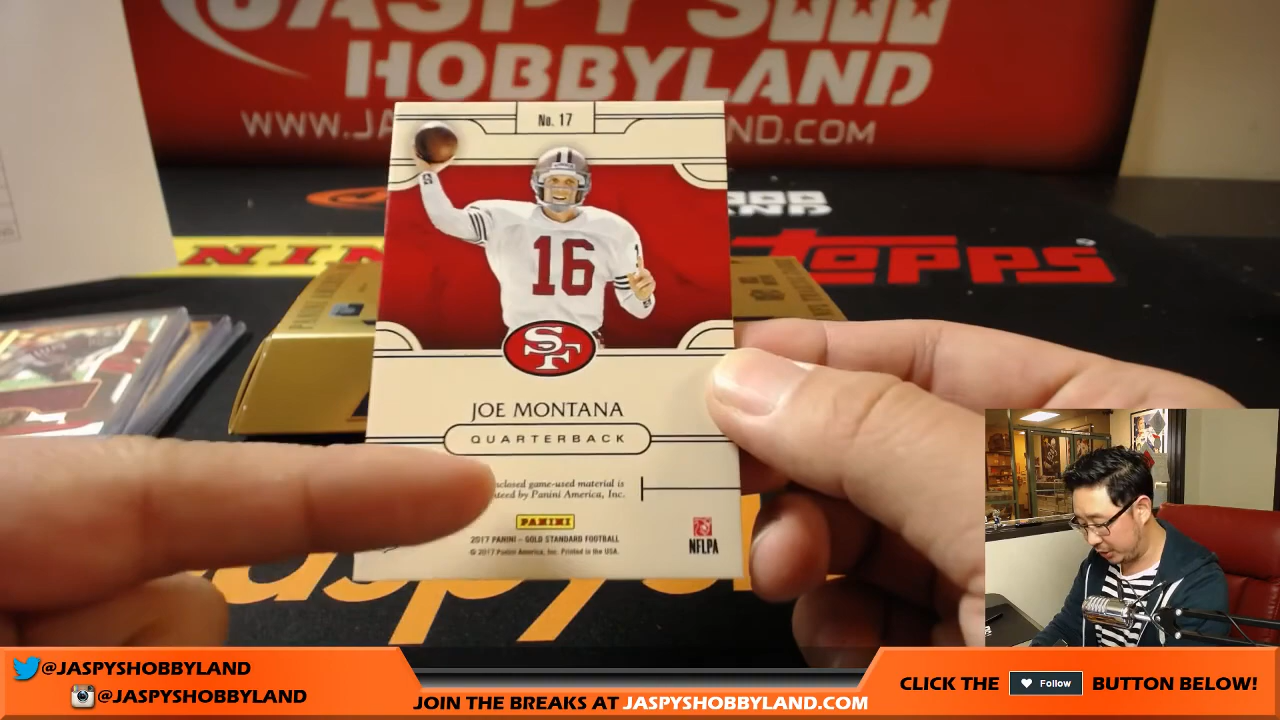 JASPY'S
HOBBYLAND
WWW.JA ND.COM
No. 17
16
1
SF
JOE MONTANA
QUARTERBACK
game-used material is
by Panini America, Inc.
PANINI
2017 PANINI – GOLD STANDARD FOOTBALL
© 2017 Panini America, Inc. Printed in the USA.
NFLPA
topps
@JASPYSHOBBYLAND
@JASPYSHOBBYLAND
JOIN THE BREAKS AT JASPYSHOBBYLAND.COM
CLICK THE Follow BUTTON BELOW!